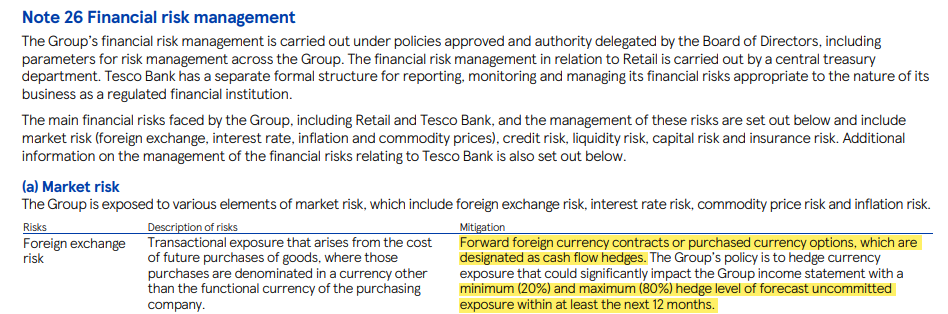 Note 26 Financial risk management
The Group's financial risk management is carried out under policies approved and authority delegated by the Board of Directors, including
parameters for risk management across the Group. The financial risk management in relation to Retail is carried out by a central treasury
department. Tesco Bank has a separate formal structure for reporting, monitoring and managing its financial risks appropriate to the nature of its
business as a regulated financial institution.
The main financial risks faced by the Group, including Retail and Tesco Bank, and the management of these risks are set out below and include
market risk (foreign exchange, interest rate, inflation and commodity prices), credit risk, liquidity risk, capital risk and insurance risk. Additional
information on the management of the financial risks relating to Tesco Bank is also set out below.
(a) Market risk
The Group is exposed to various elements of market risk, which include foreign exchange risk, interest rate risk, commodity price risk and inflation risk.
Risks Description of risks Mitigation
Foreign exchange
risk
Transactional exposure that arises from the cost
of future purchases of goods, where those
purchases are denominated in a currency other
than the functional currency of the purchasing
company.
Forward foreign currency contracts or purchased currency options, which are
designated as cash flow hedges. The Group's policy is to hedge currency
exposure that could significantly impact the Group income statement with a
minimum (20%) and maximum (80%) hedge level of forecast uncommitted
exposure within at least the next 12 months.